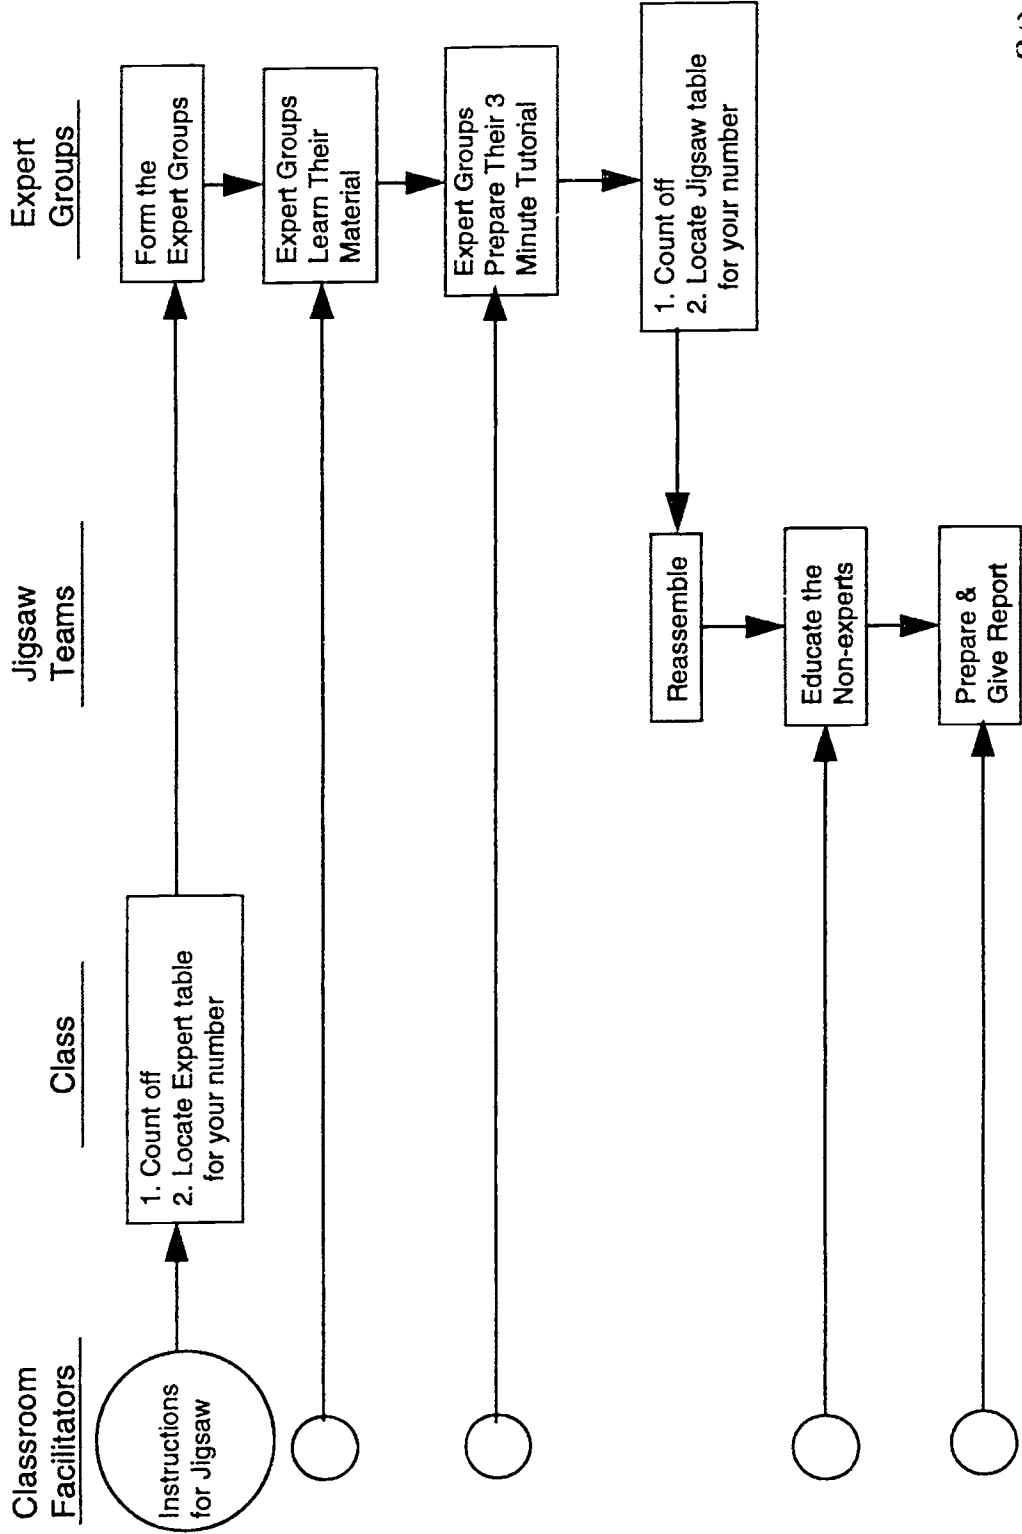 Classroom
Facilitators
Class
Jigsaw
Teams
Expert
Groups
Instructions
for Jigsaw
1. Count off
2. Locate Expert table
for your number
Form the
Expert Groups
Expert Groups
Learn Their
Material
Expert Groups
Prepare Their 3
Minute Tutorial
1. Count off
2. Locate Jigsaw table
for your number
Reassemble
Educate the
Non-experts
Prepare &
Give Report